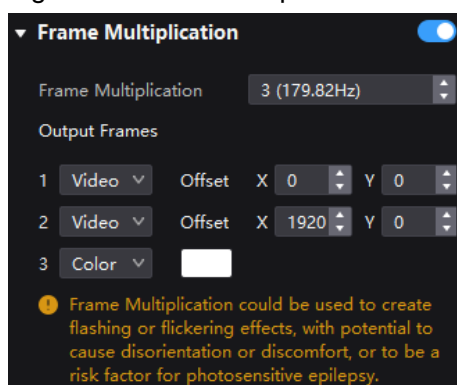 Frame Multiplication
Frame Multiplication 3 (179.82Hz)
Output Frames
1 Video Offset X 0 Y 0
2 Video Offset X 1920 Y 0
3 Color
Frame Multiplication could be used to create
flashing or flickering effects, with potential to
cause disorientation or discomfort, or to be a
risk factor for photosensitive epilepsy.